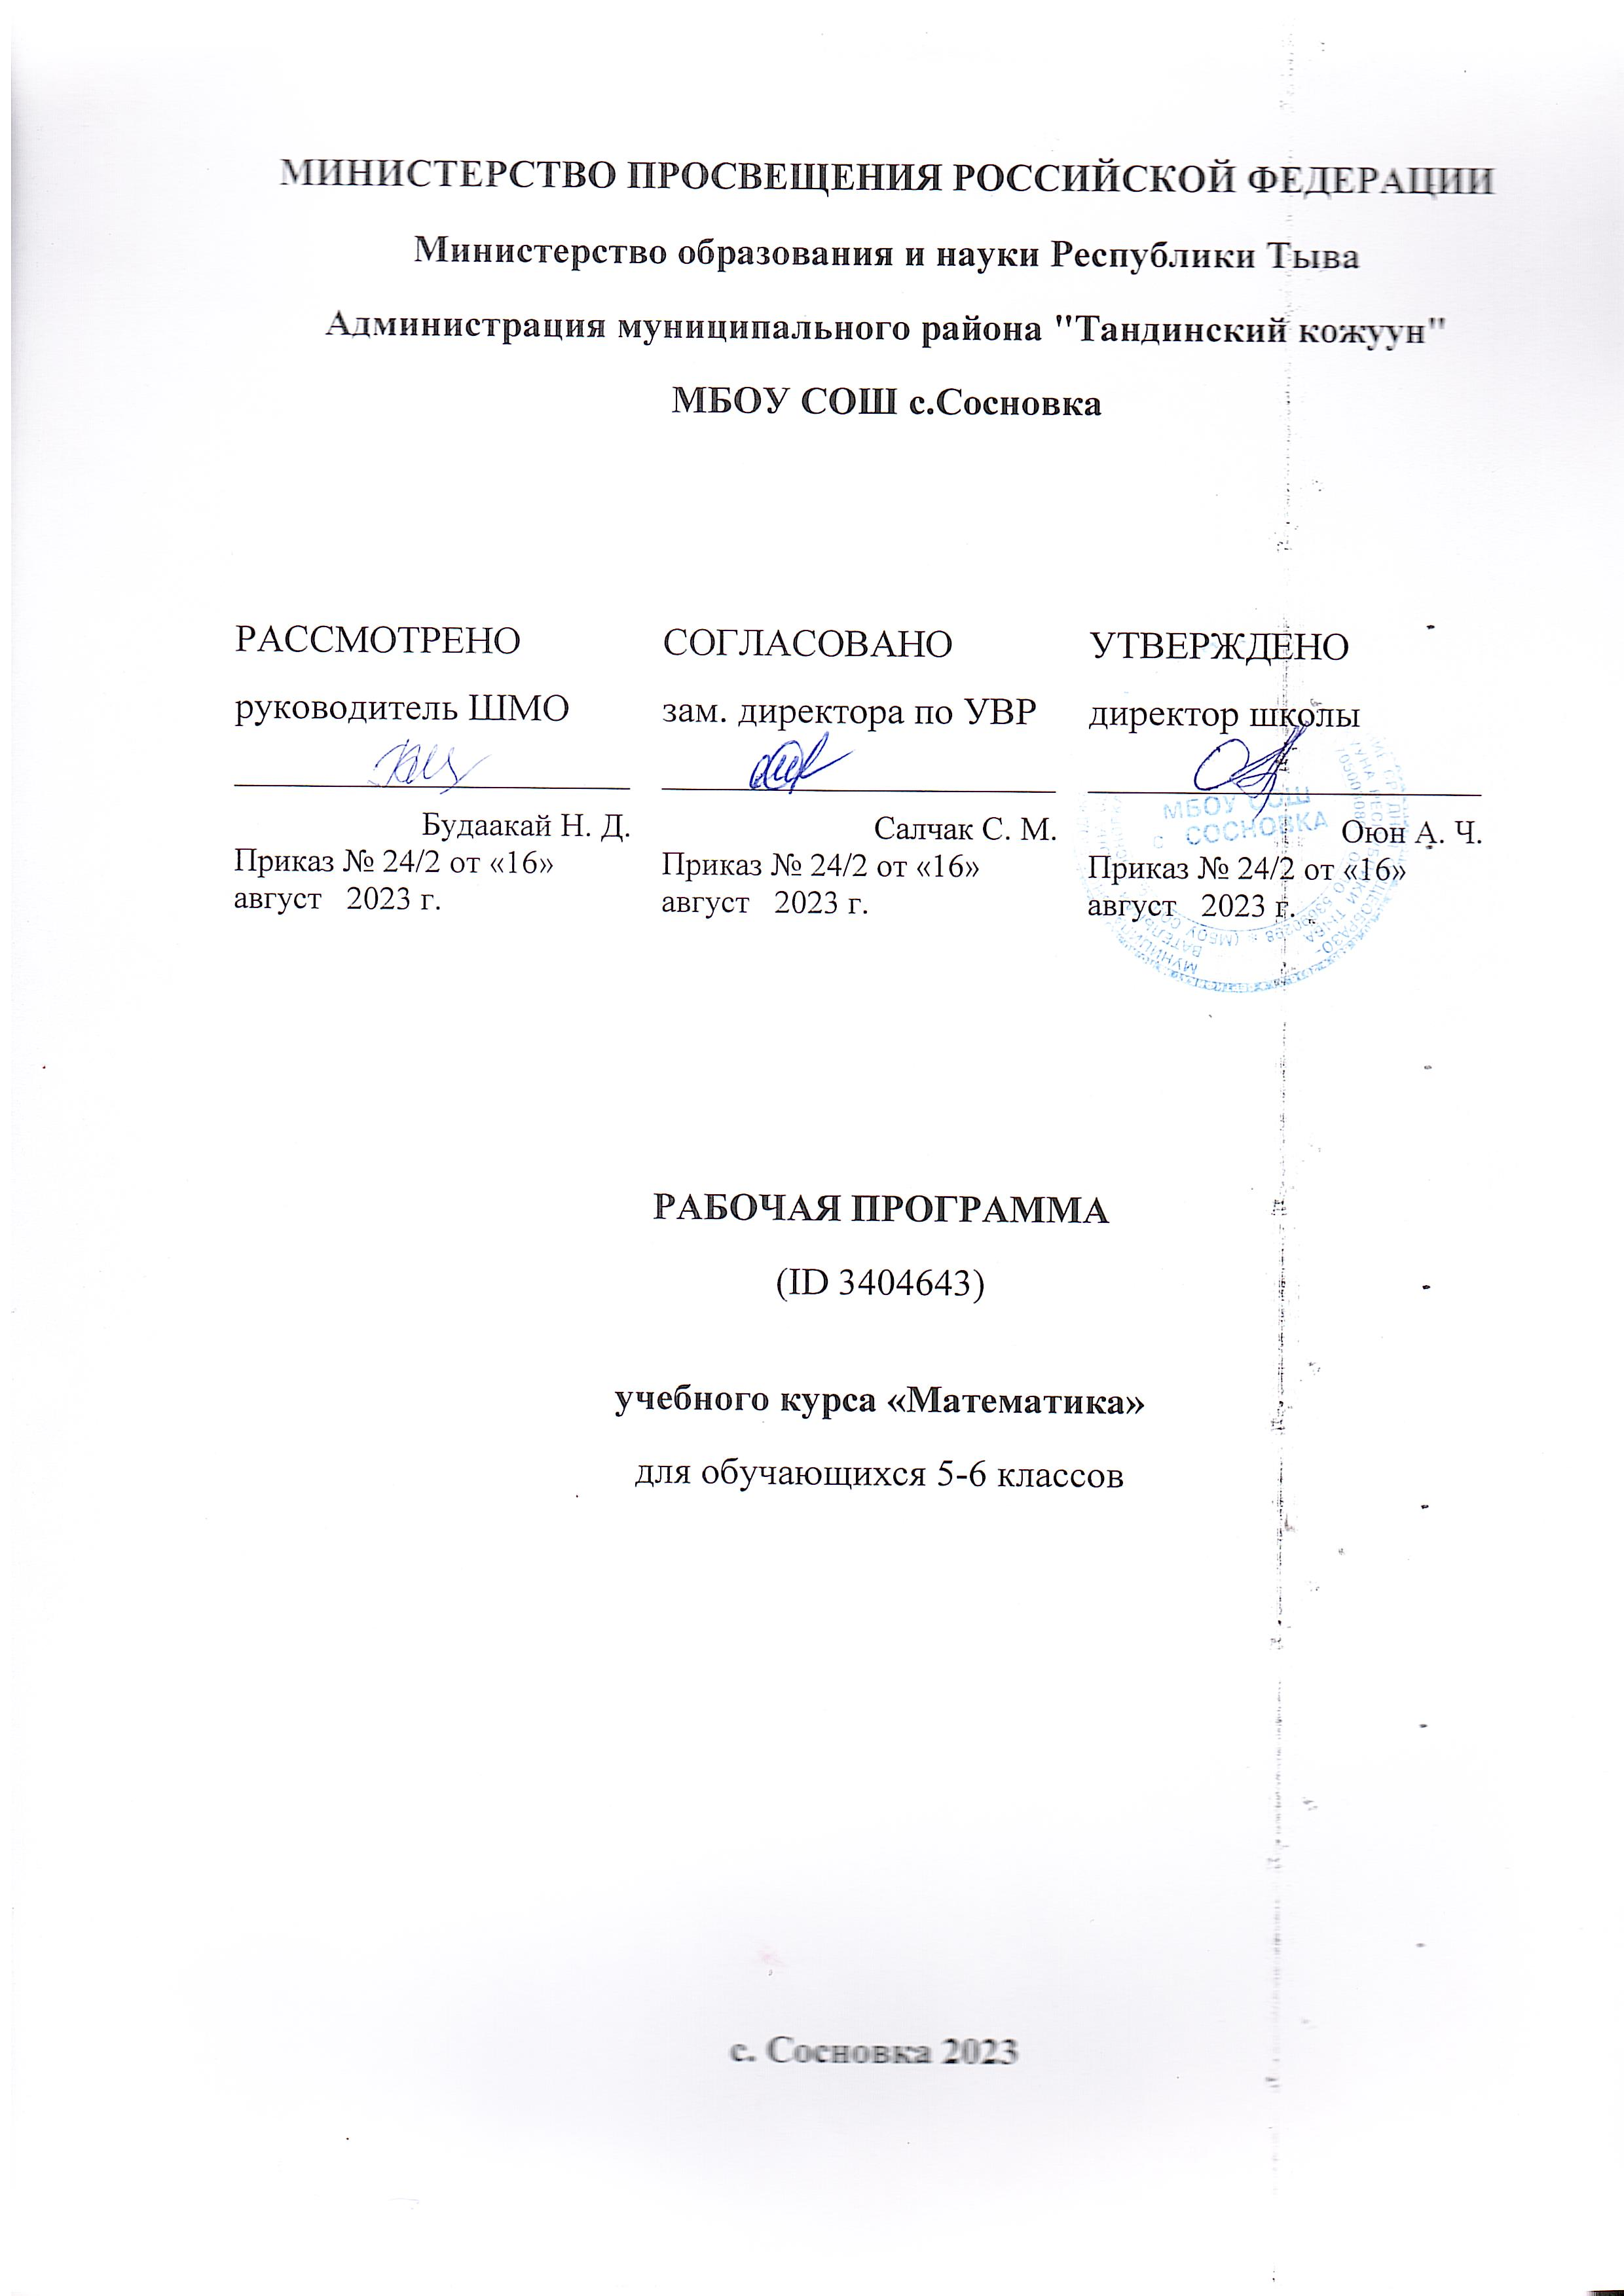 МИНИСТЕРСТВО ПРОСВЕЩЕНИЯ РОССИЙСКОЙ ФЕДЕРАЦИИ
Министерство образования и науки Республики Тыва
Администрация муниципального района "Тандинский кожуун"
МБОУ СОШ с.Сосновка
РАССМОТРЕНО
руководитель ШМО
Будаакай Н. Д.
Приказ № 24/2 от «16»
август 2023 г.
СОГЛАСОВАНО
зам. директора по УВР
Салчак С. М.
Приказ № 24/2 от «16»
август 2023 г.
УТВЕРЖДЕНО
директор школы
МБОУ СОШ
с СОСНОВКА
Оюн А. Ч.
Приказ № 24/2 от «16»
август 2023 г.
РАБОЧАЯ ПРОГРАММА
(ID 3404643)
учебного курса «Математика»
для обучающихся 5-6 классов
с. Сосновка 2023